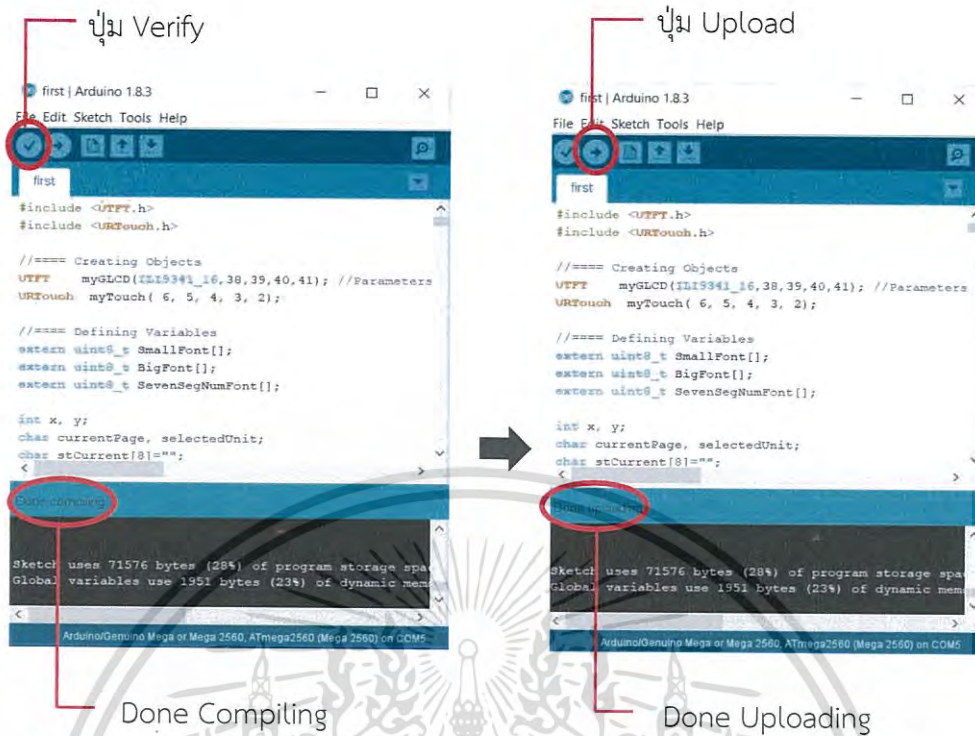 ปุ่ม Verify
first | Arduino 1.8.3
File Edit Sketch Tools Help
first
#include <UTFT.h>
#include <URTouch.h>
//==== Creating Objects
UTFT myGLCD(ILI9341_16,38,39,40,41); //Parameters
URTouch myTouch( 6, 5, 4, 3, 2);
//==== Defining Variables
extern uint8_t SmallFont[];
extern uint8_t BigFont[];
extern uint8_t SevenSegNumFont[];
int x, y;
char currentPage, selectedUnit;
char stCurrent[8]="";
Done compiling
Sketch uses 71576 bytes (28%) of program storage spa
Global variables use 1951 bytes (23%) of dynamic mem
Arduino/Genuino Mega or Mega 2560, ATmega2560 (Mega 2560) on COM5
Done Compiling
ปุ่ม Upload
first | Arduino 1.8.3
File Edit Sketch Tools Help
first
#include <UTFT.h>
#include <URTouch.h>
//==== Creating Objects
UTFT myGLCD(ILI9341_16,38,39,40,41); //Parameters
URTouch myTouch( 6, 5, 4, 3, 2);
//==== Defining Variables
extern uint8_t SmallFont[];
extern uint8_t BigFont[];
extern uint8_t SevenSegNumFont[];
int x, y;
char currentPage, selectedUnit;
char stCurrent[8]="";
Done uploading
Sketch uses 71576 bytes (28%) of program storage spa
Global variables use 1951 bytes (23%) of dynamic mem
Arduino/Genuino Mega or Mega 2560, ATmega2560 (Mega 2560) on COM5
Done Uploading